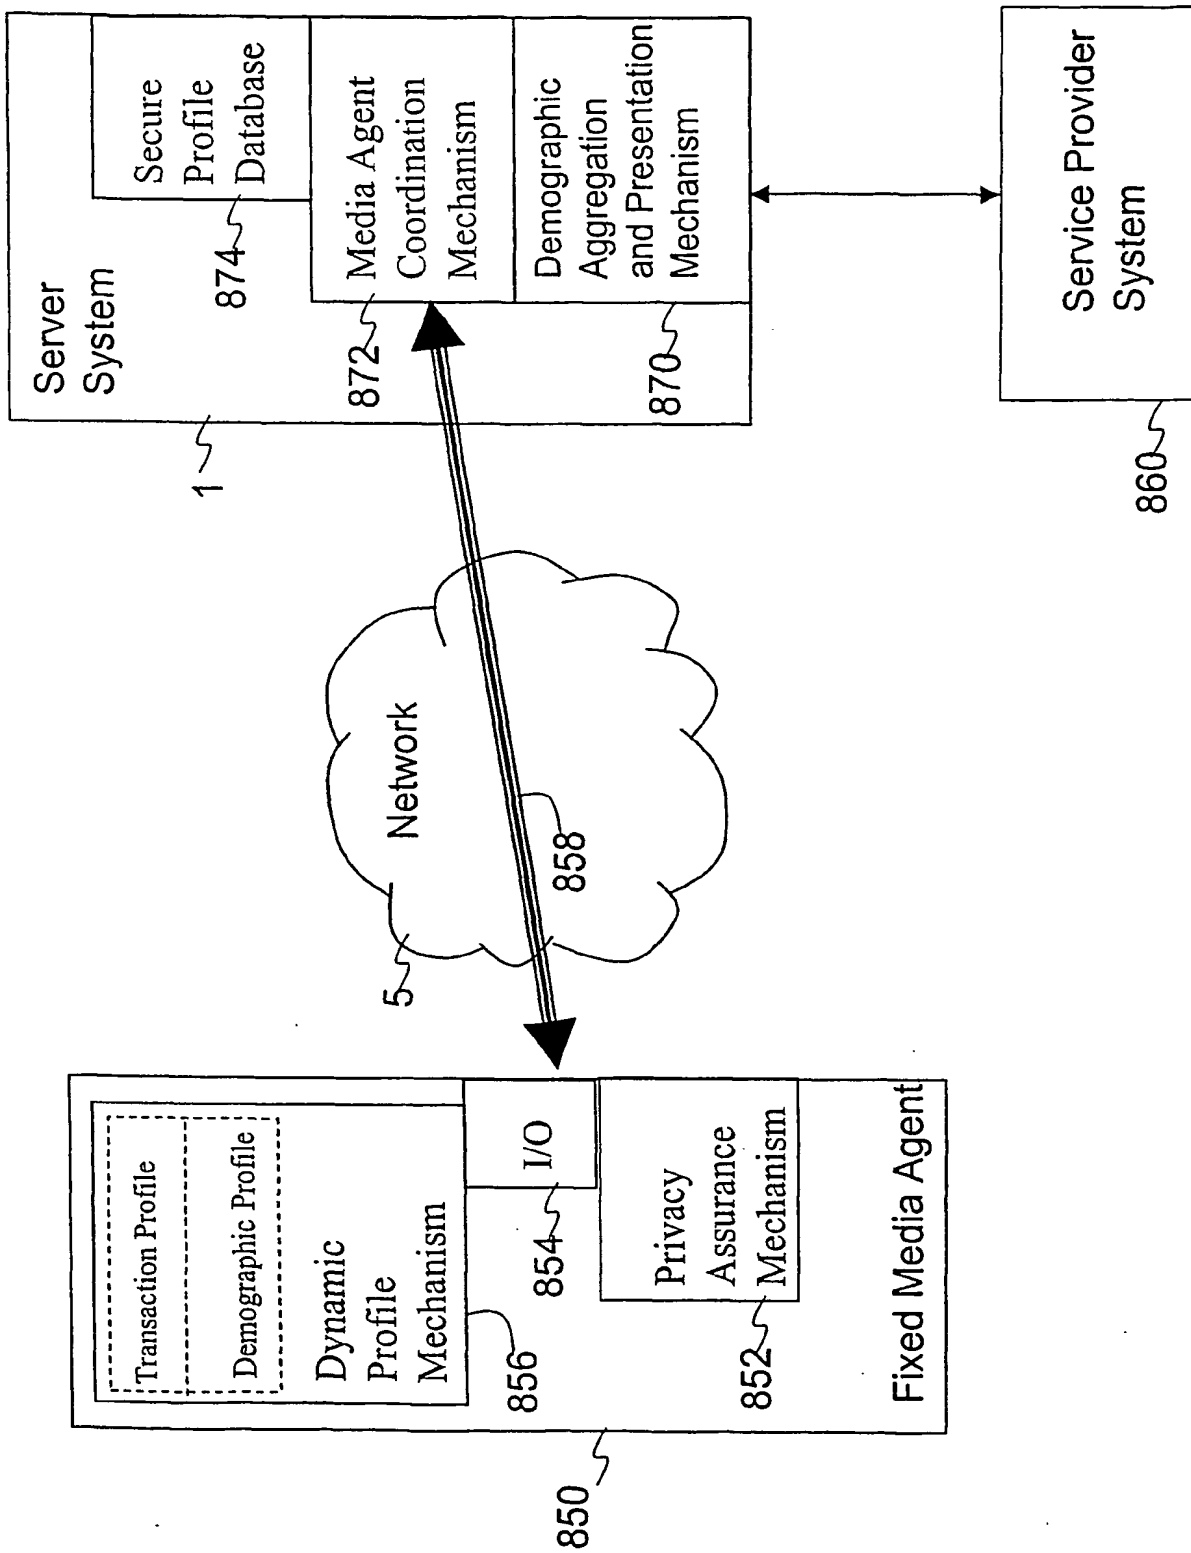 Transaction Profile
Demographic Profile
Dynamic
Profile
Mechanism
856
I/O
854
Privacy
Assurance
Mechanism
852
Fixed Media Agent
850
Network
5
858
Server
System
1
Secure
Profile
Database
874
Media Agent
Coordination
Mechanism
872
Demographic
Aggregation
and Presentation
Mechanism
870
Service Provider
System
860